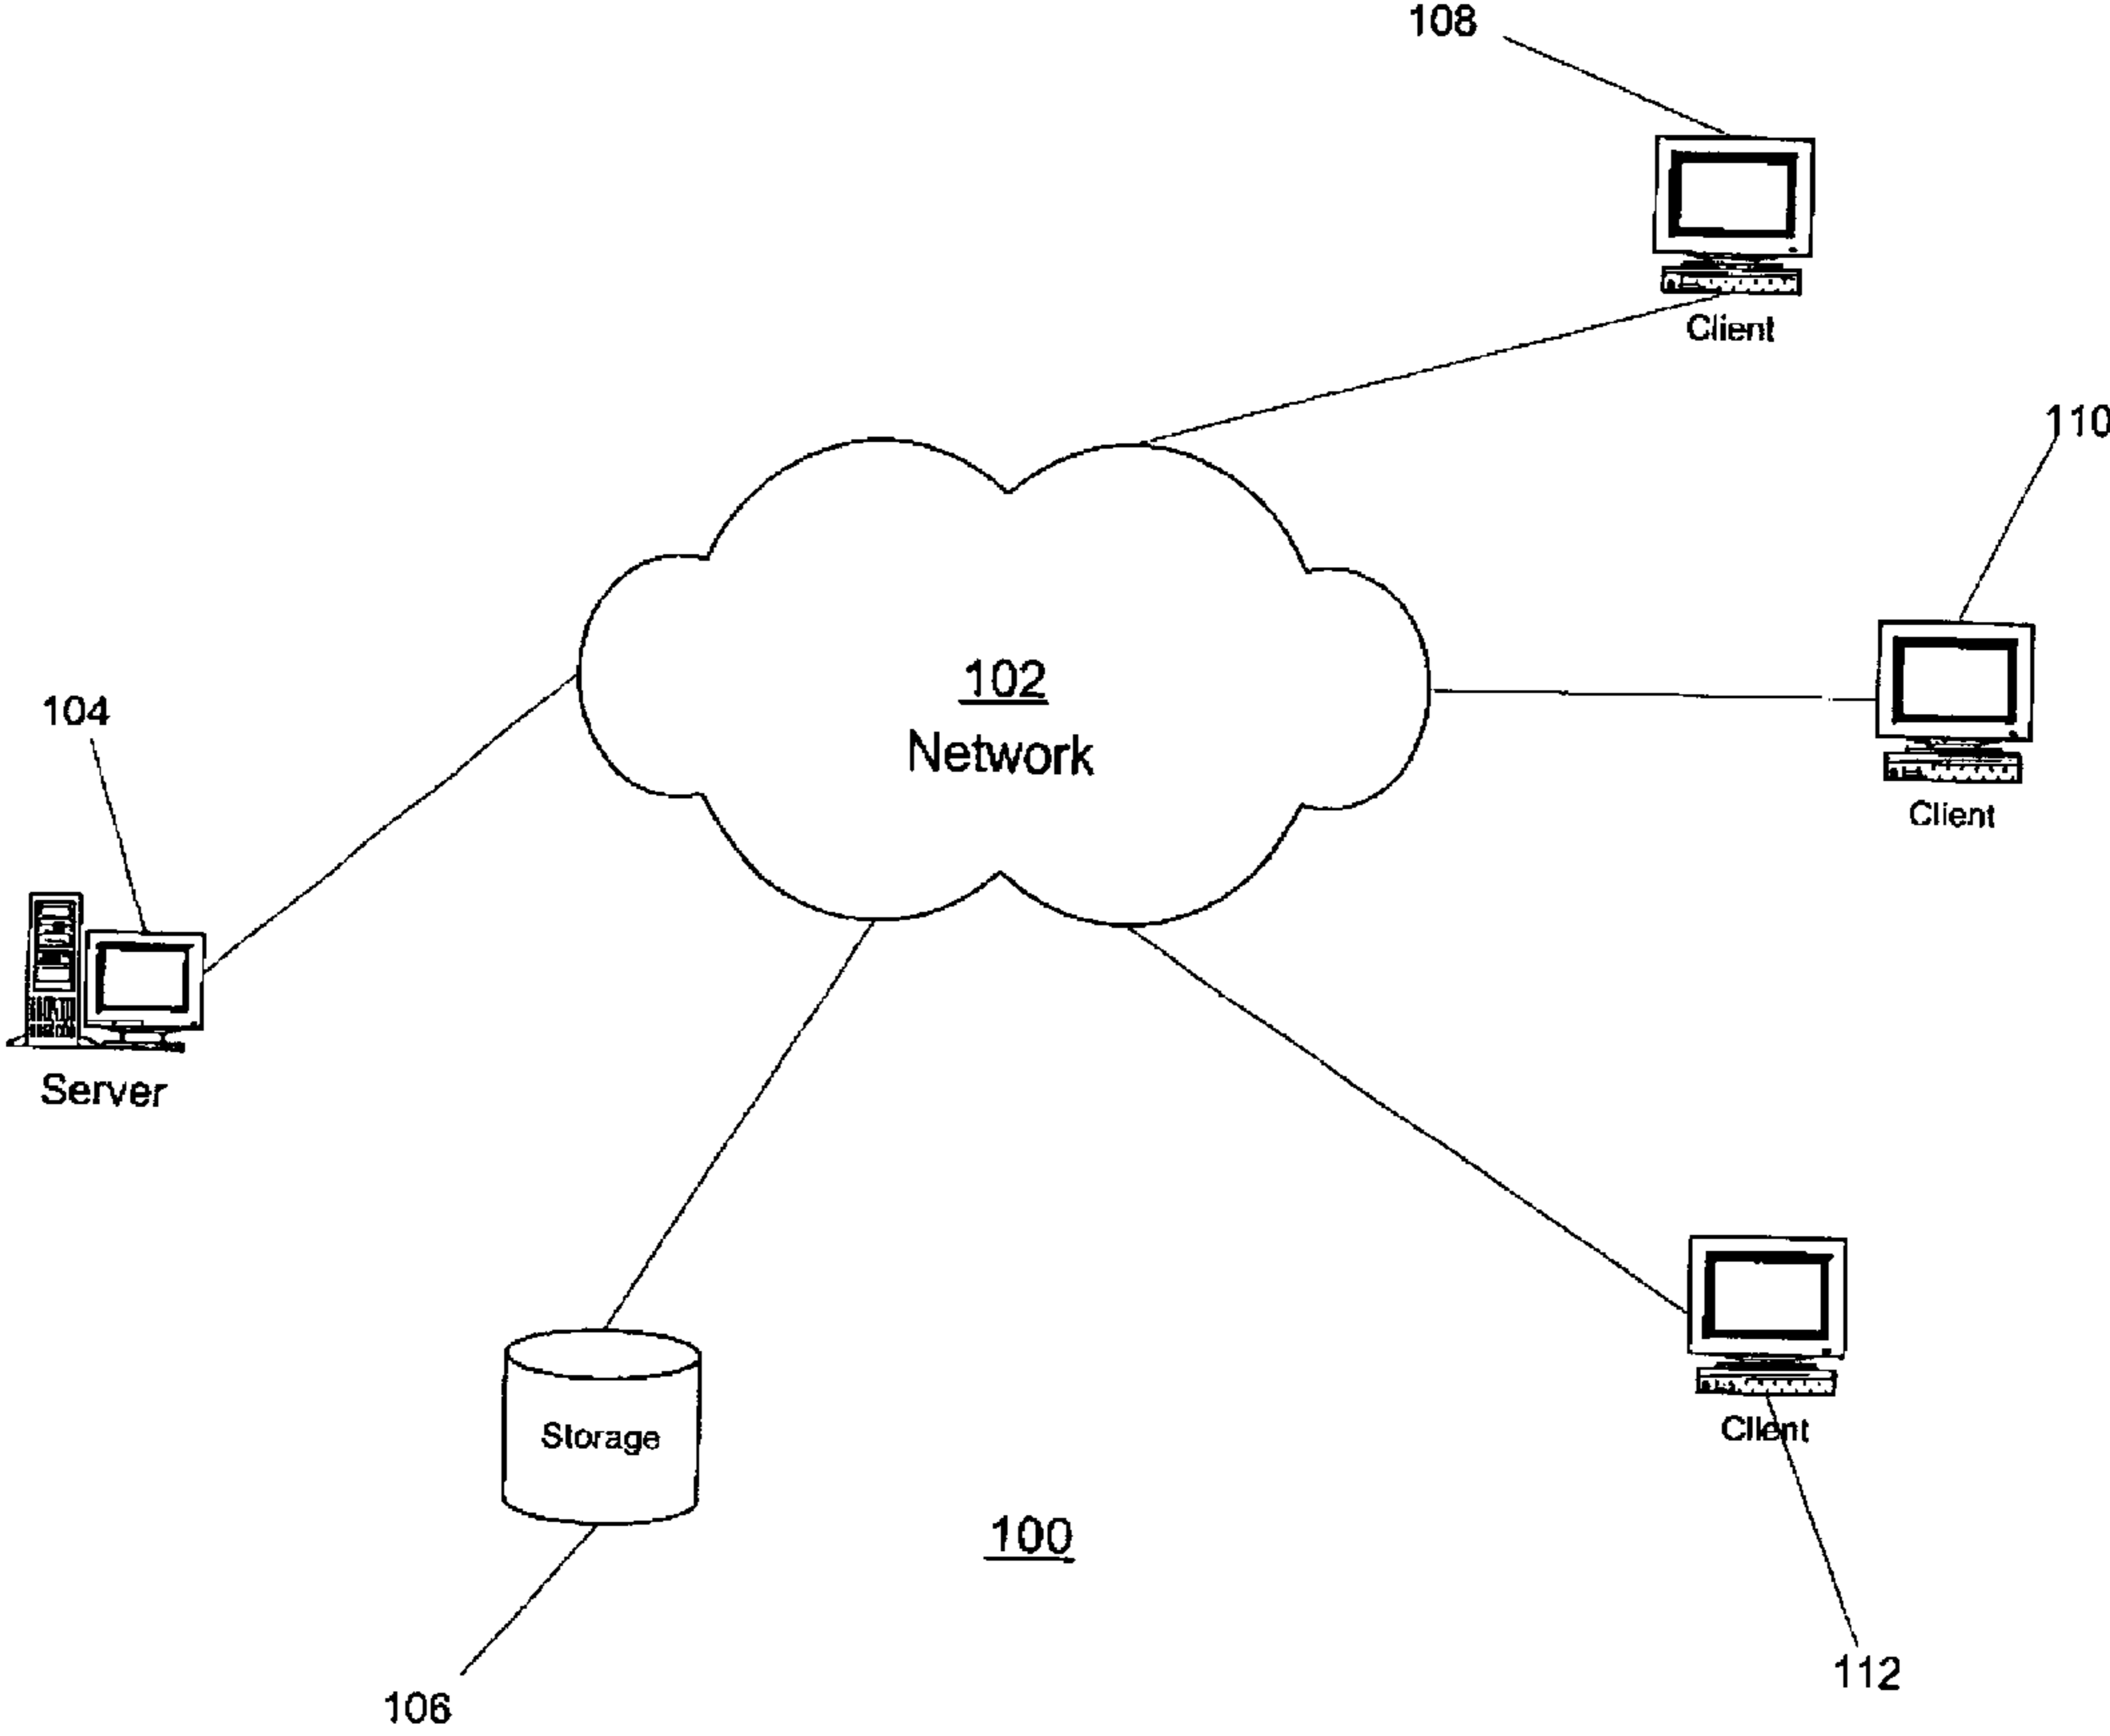 108
Client
110
102
Network
Client
104
Server
Storage
Client
100
112
106